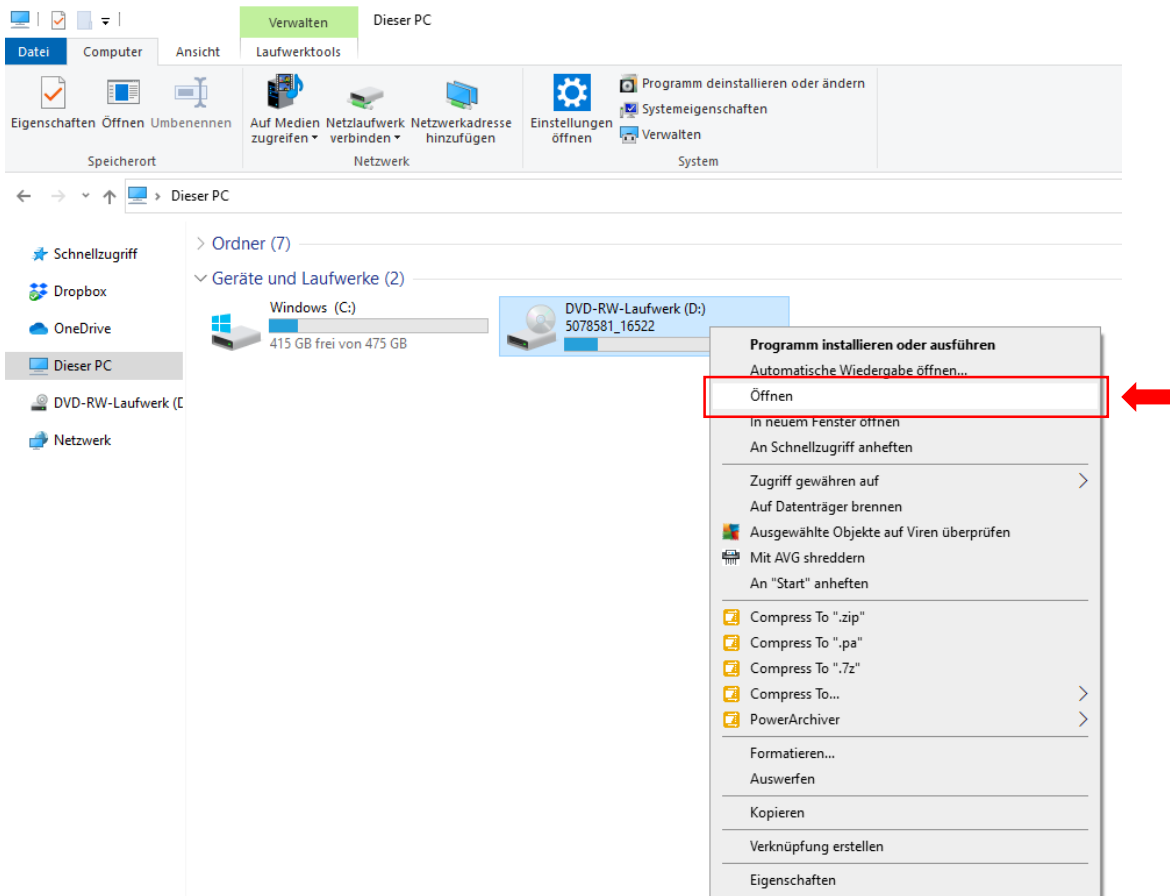 Verwalten
Dieser PC
Datei
Computer
Ansicht
Laufwerktools
Eigenschaften
Öffnen
Umbenennen
Auf Medien
zugreifen
Netzlaufwerk
verbinden
Netzwerkadresse
hinzufügen
Einstellungen
öffnen
Programm deinstallieren oder ändern
Systemeigenschaften
Verwalten
Speicherort
Netzwerk
System
Dieser PC
Schnellzugriff
Dropbox
OneDrive
Dieser PC
DVD-RW-Laufwerk (D
Netzwerk
Ordner (7)
Geräte und Laufwerke (2)
Windows (C:)
415 GB frei von 475 GB
DVD-RW-Laufwerk (D:)
5078581_16522
Programm installieren oder ausführen
Automatische Wiedergabe öffnen...
Öffnen
In neuem Fenster öffnen
An Schnellzugriff anheften
Zugriff gewähren auf
Auf Datenträger brennen
Ausgewählte Objekte auf Viren überprüfen
Mit AVG shreddern
An "Start" anheften
Compress To ".zip"
Compress To ".pa"
Compress To ".7z"
Compress To...
PowerArchiver
Formatieren...
Auswerfen
Kopieren
Verknüpfung erstellen
Eigenschaften